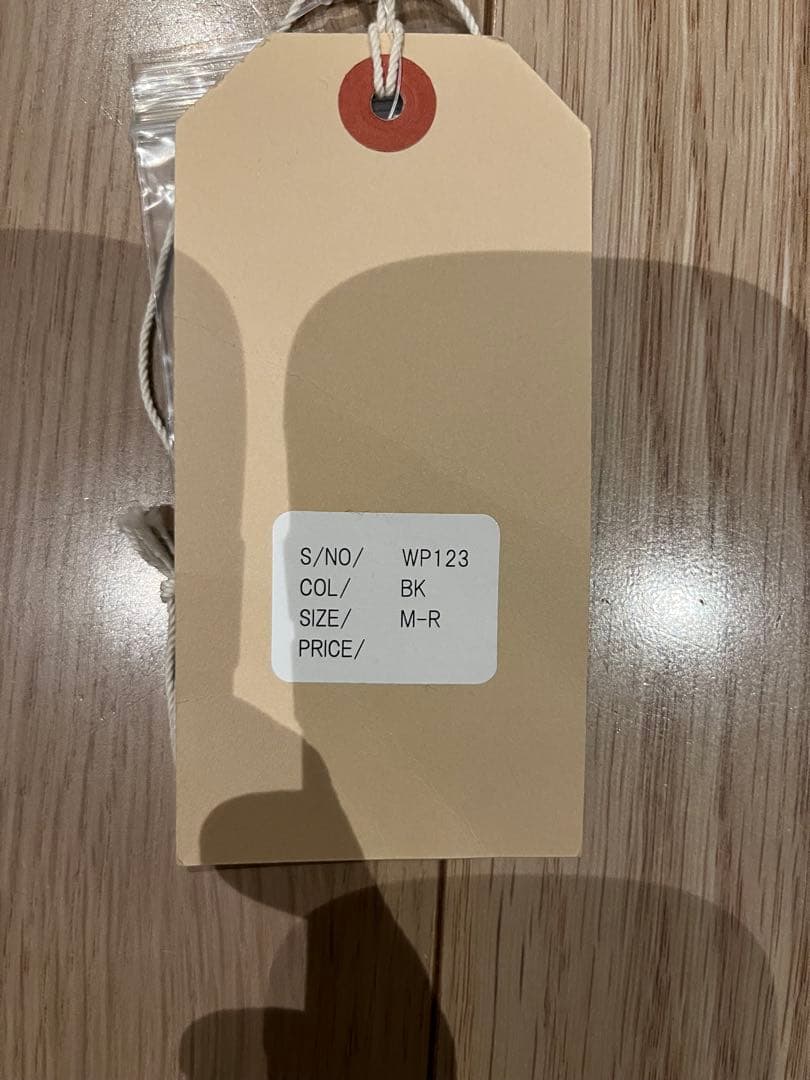 S/NO/ WP123
COL/ BK
SIZE/ M-R
PRICE/